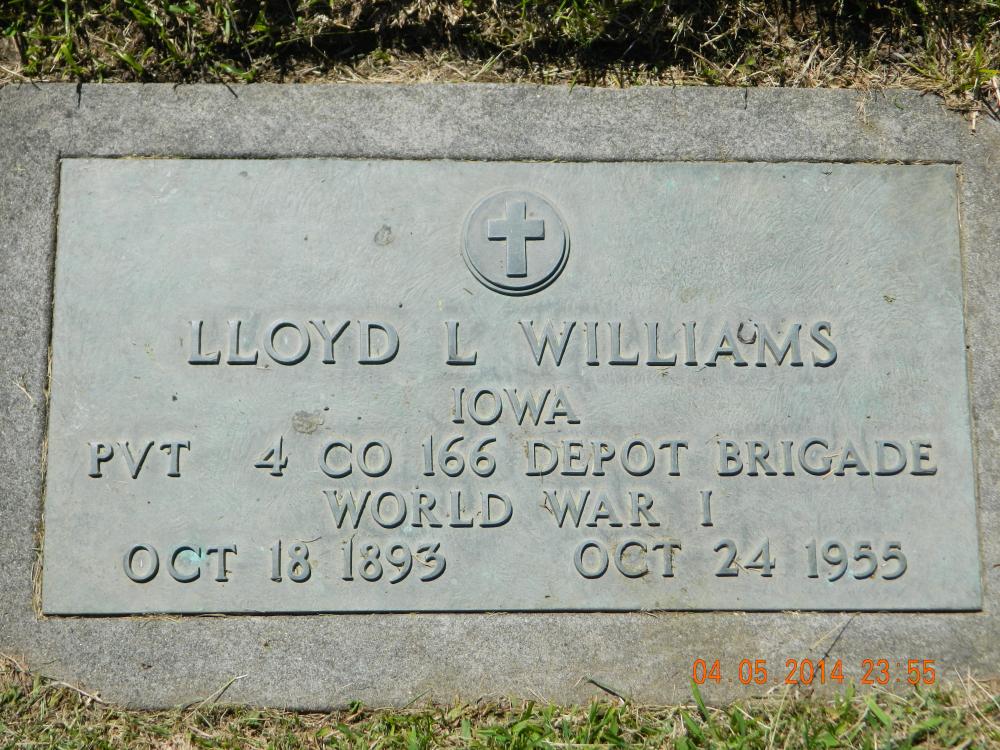 LLOYD L WILLIAMS
IOWA
PVT 4 CO 166 DEPOT BRIGADE
WORLD WAR I
OCT 18 1893 OCT 24 1955
04 05 2014 23 55